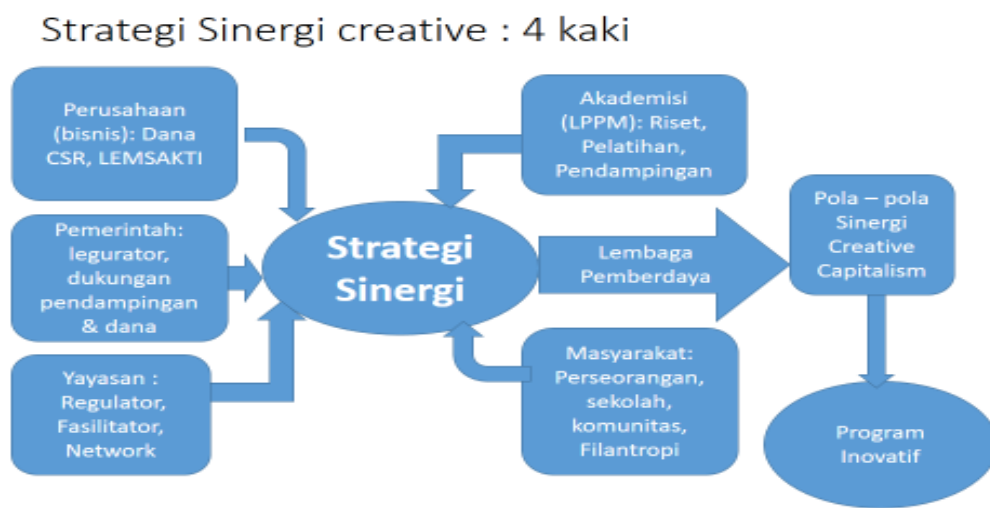 Strategi Sinergi creative : 4 kaki
Perusahaan
(bisnis): Dana
CSR, LEMSAKTI
Akademisi
(LPPM): Riset,
Pelatihan,
Pendampingan
Pemerintah:
legurator,
dukungan
pendampingan
& dana
Strategi
Sinergi
Lembaga
Pemberdaya
Pola – pola
Sinergi
Creative
Capitalism
Yayasan :
Regulator,
Fasilitator,
Network
Masyarakat:
Perseorangan,
sekolah,
komunitas,
Filantropi
Program
Inovatif